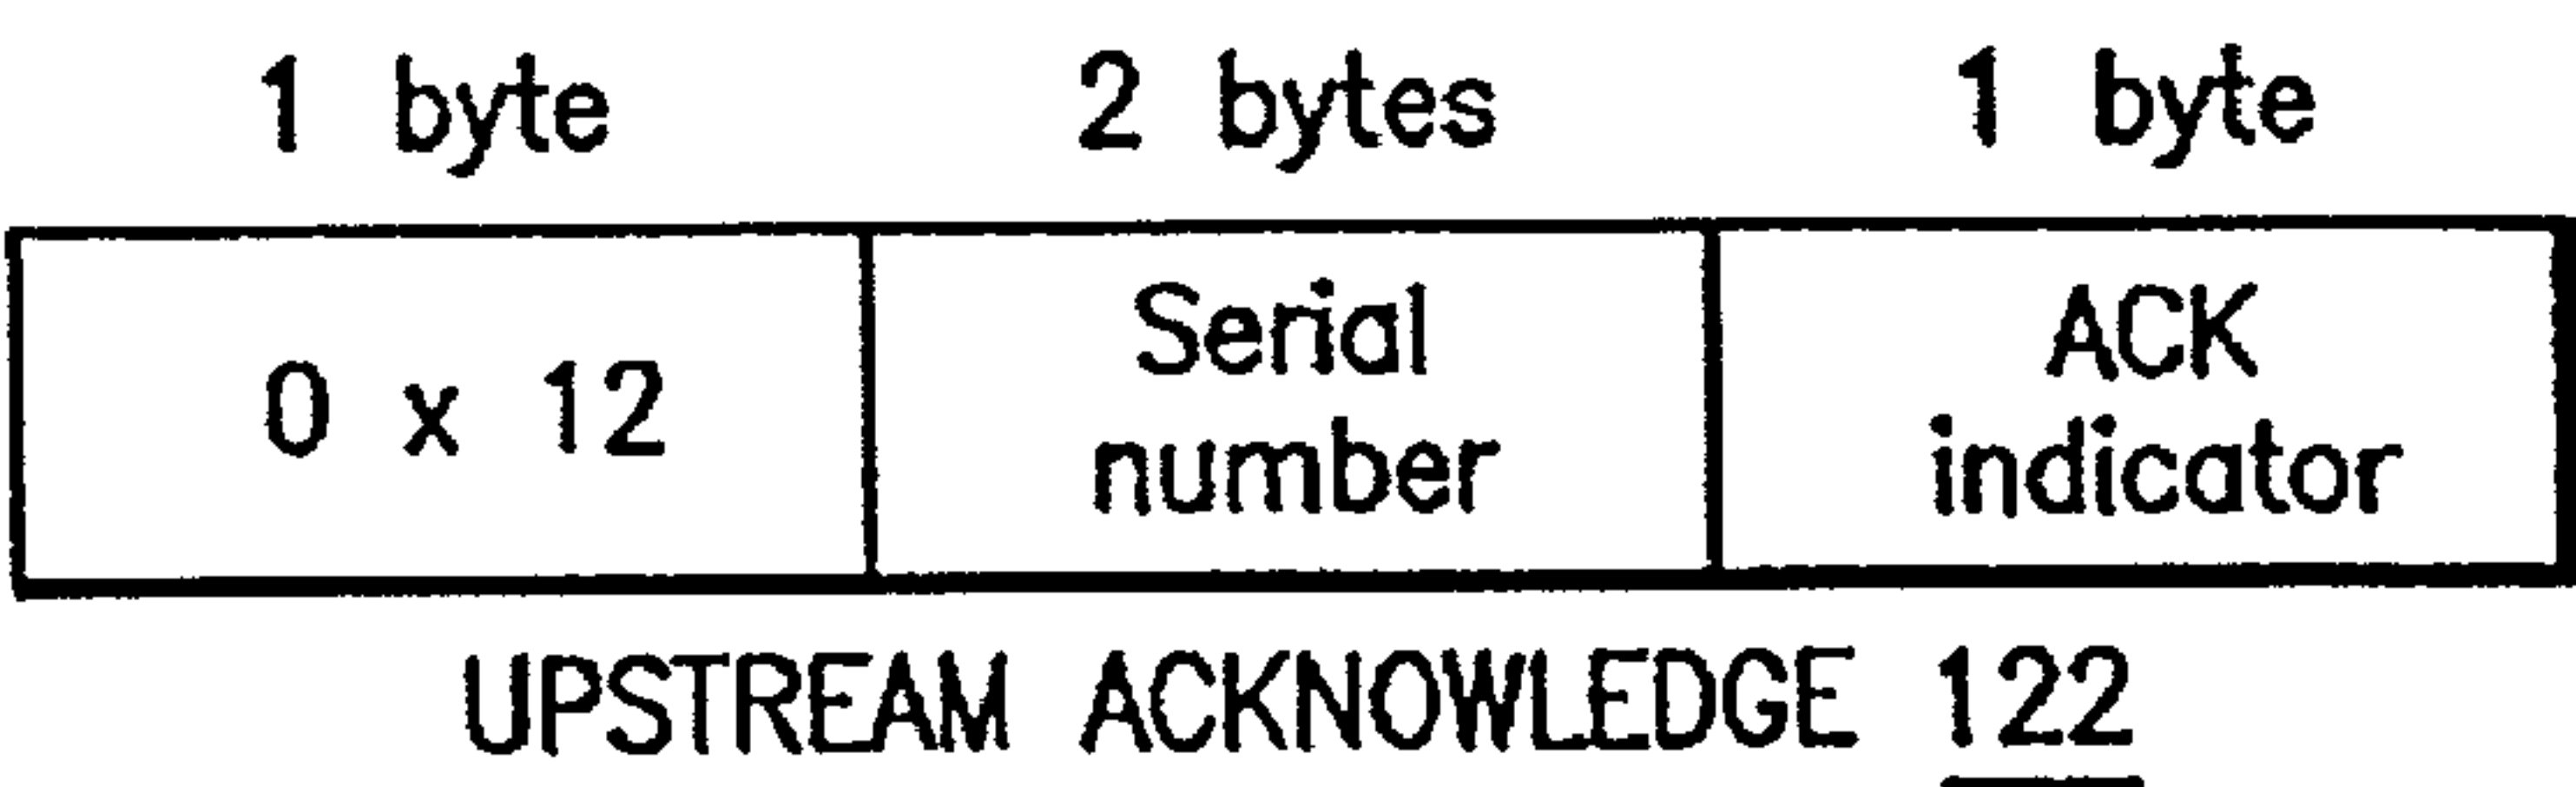 1 byte 2 bytes 1 byte
0 x 12
Serial
number
ACK
indicator
UPSTREAM ACKNOWLEDGE 122